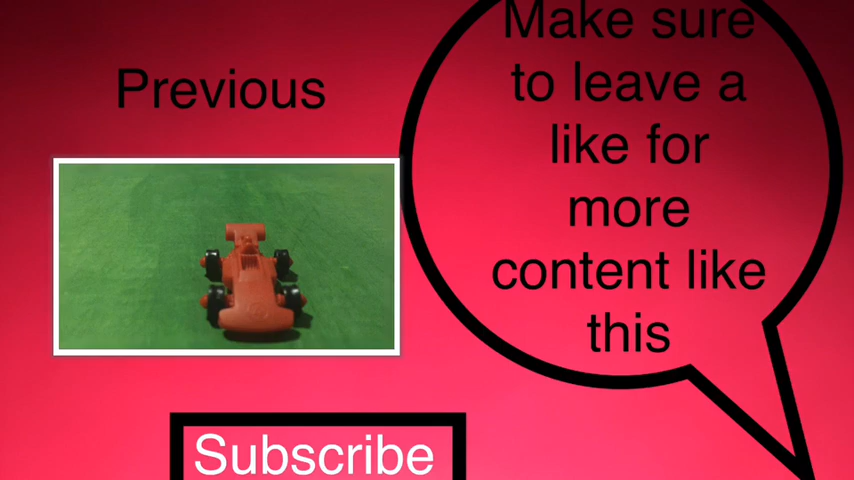 Previous
Make sure
to leave a
like for
more
content like
this
Subscribe